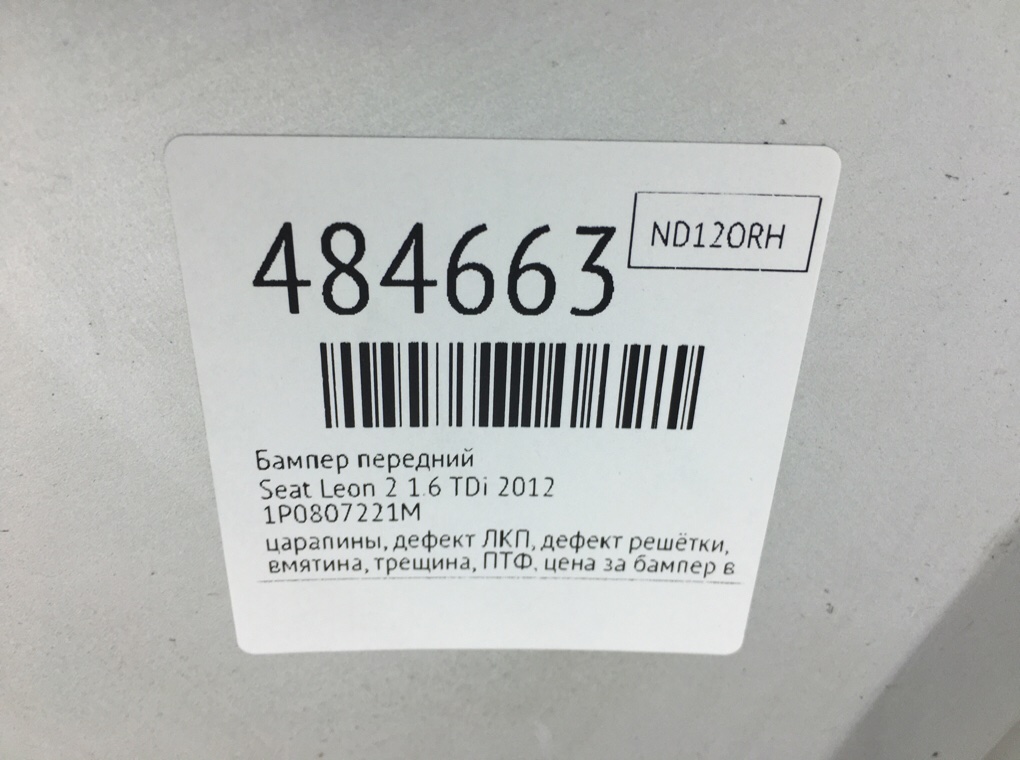 484663
ND12ORH
Бампер передний
Seat Leon 2 1.6 TDi 2012
1P0807221M
царапины, дефект ЛКП, дефект решётки,
вмятина, трещина, ПТФ, цена за бампер в